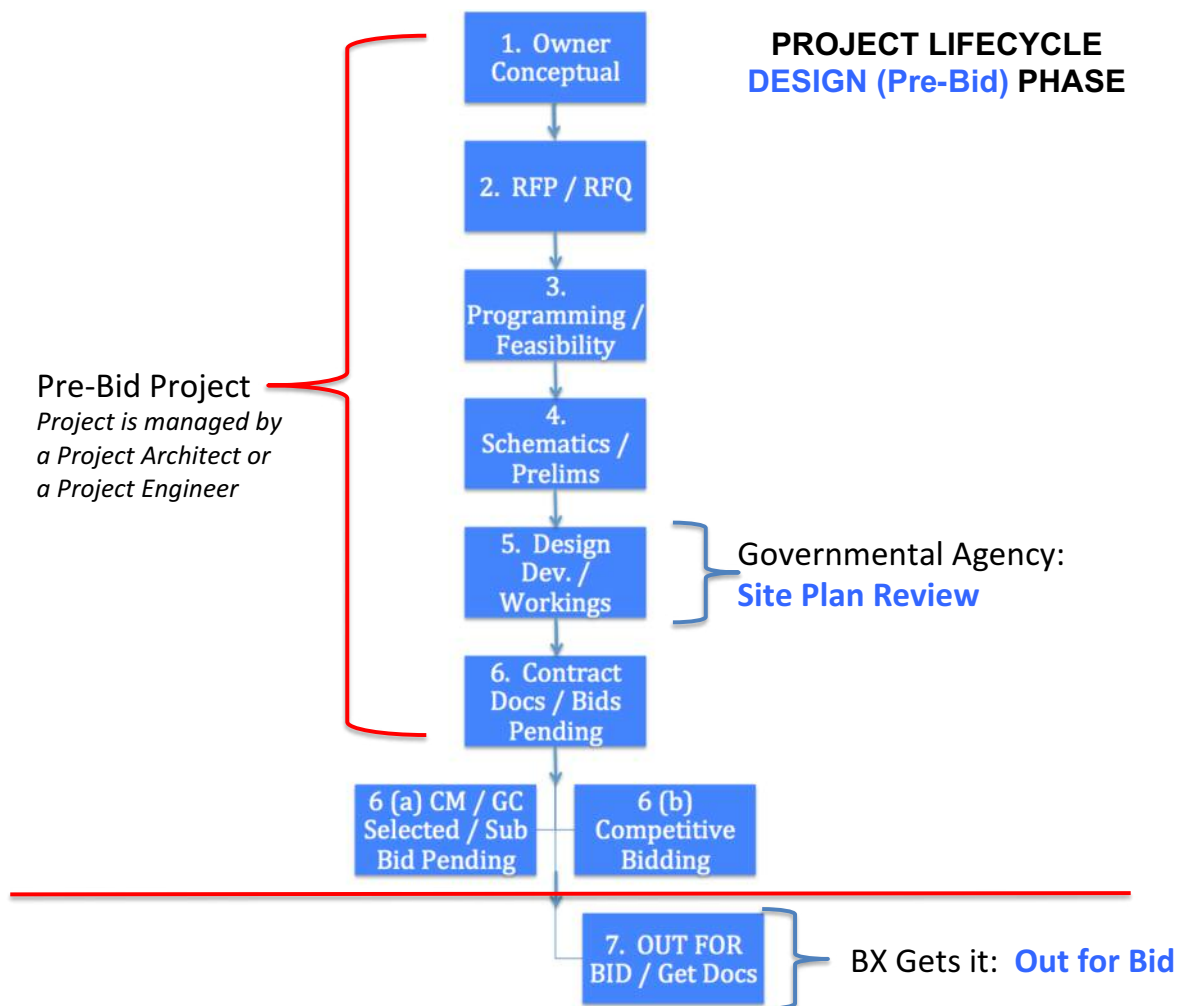 PROJECT LIFECYCLE
DESIGN (Pre-Bid) PHASE
1. Owner
Conceptual
2. RFP / RFQ
3.
Programming /
Feasibility
Pre-Bid Project
Project is managed by
a Project Architect or
a Project Engineer
4.
Schematics /
Prelims
5. Design
Dev. /
Workings
Governmental Agency:
Site Plan Review
6. Contract
Docs / Bids
Pending
6 (a) CM / GC
Selected / Sub
Bid Pending
6 (b)
Competitive
Bidding
7. OUT FOR
BID / Get Docs
BX Gets it: Out for Bid